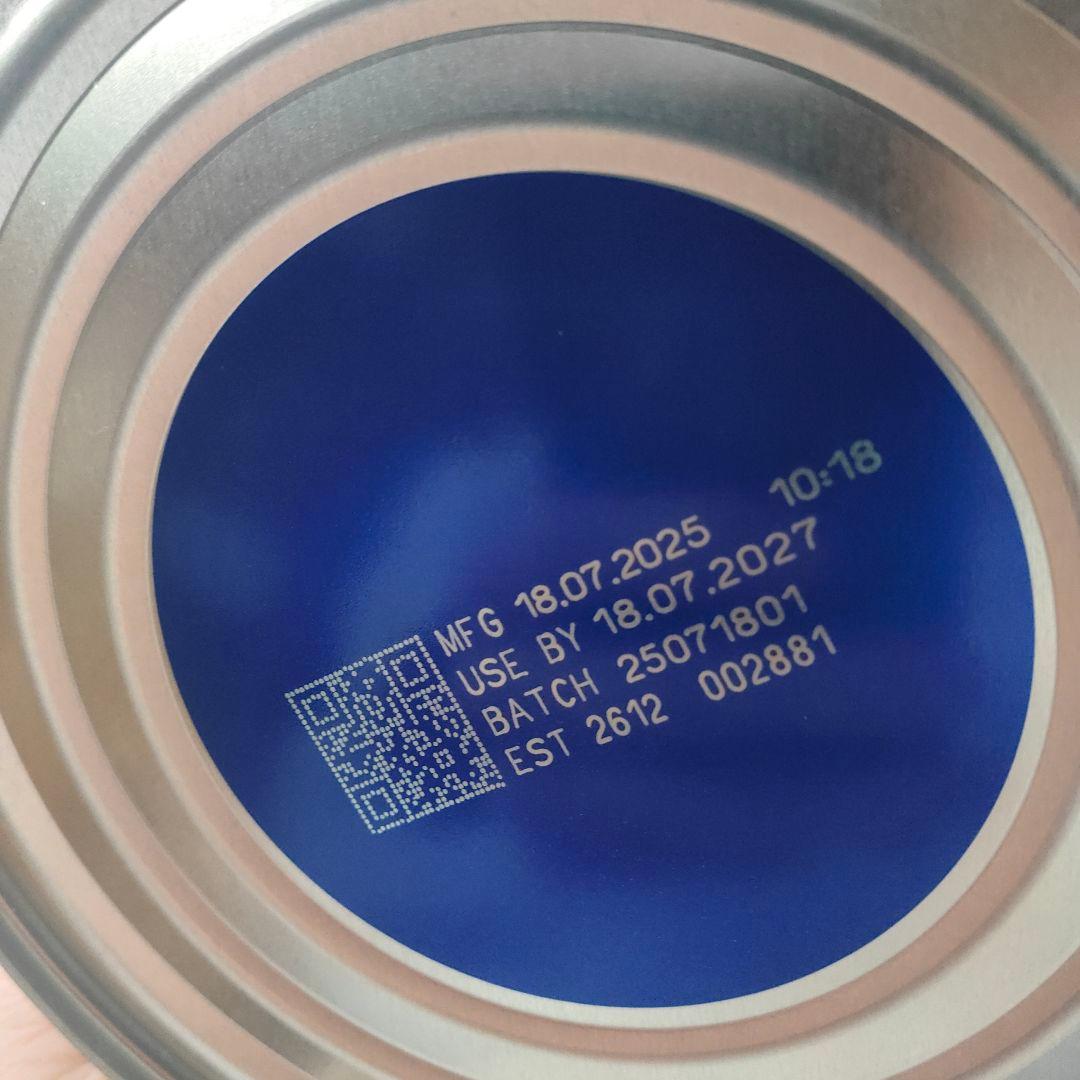 MFG 18.07.2025 10:18
USE BY 18.07.2027
BATCH 25071801
EST 2612 002881